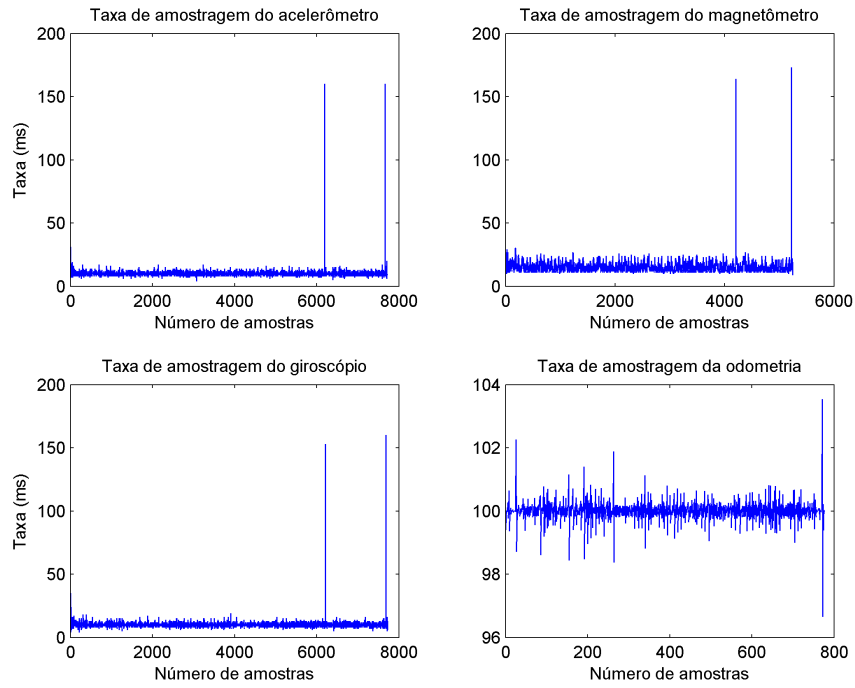 Taxa de amostragem do acelerômetro
200
150
100
50
0
Taxa (ms)
0 2000 4000 6000 8000
Número de amostras
Taxa de amostragem do magnetômetro
200
150
100
50
0
0 2000 4000 6000
Número de amostras
Taxa de amostragem do giroscópio
200
150
100
50
0
Taxa (ms)
0 2000 4000 6000 8000
Número de amostras
Taxa de amostragem da odometria
104
102
100
98
96
0 200 400 600 800
Número de amostras